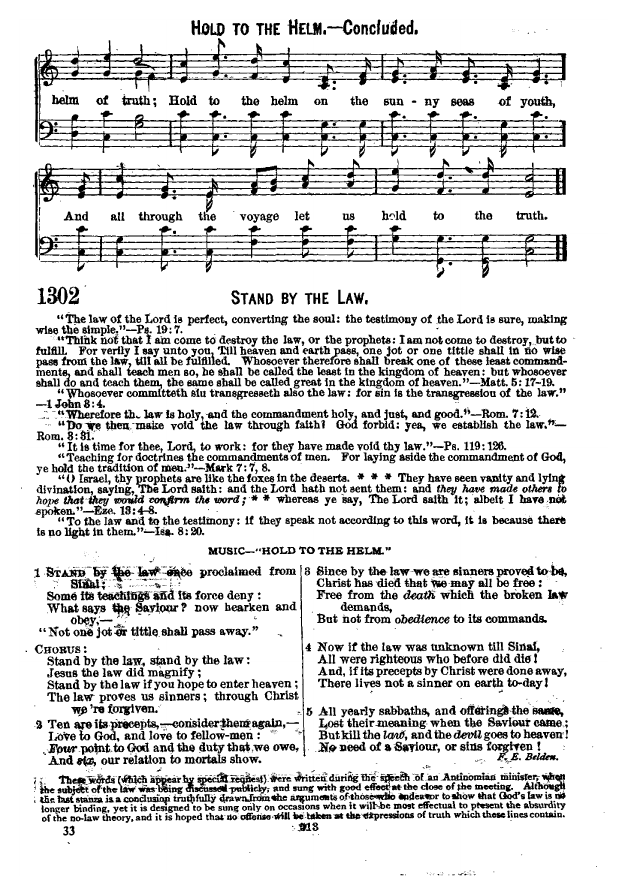 HOLD TO THE HELM.—Concluded.
helm of truth; Hold to the helm on the sun - ny seas of youth,
And all through the voyage let us hold to the truth.
1302 STAND BY THE LAW.
"The law of the Lord is perfect, converting the soul: the testimony of the Lord is sure, making
wise the simple."—Ps. 19:7.
"Think not that I am come to destroy the law, or the prophets: I am not come to destroy, but to
fulfill. For verily I say unto you, Till heaven and earth pass, one jot or one tittle shall in no wise
pass from the law, till all be fulfilled. Whosoever therefore shall break one of these least command-
ments, and shall teach men so, he shall be called the least in the kingdom of heaven: but whosoever
shall do and teach them, the same shall be called great in the kingdom of heaven."—Matt. 5:17-19.
"Whosoever committeth sin transgresseth also the law: for sin is the transgression of the law."
—1 John 3:4.
"Wherefore the law is holy, and the commandment holy, and just, and good."—Rom. 7:12.
"Do we then make void the law through faith? God forbid: yea, we establish the law."—
Rom. 3:31.
"It is time for thee, Lord, to work: for they have made void thy law."—Ps. 119:126.
"Teaching for doctrines the commandments of men. For laying aside the commandment of God,
ye hold the tradition of men."—Mark 7:7, 8.
"O Israel, thy prophets are like the foxes in the deserts. * * * They have seen vanity and lying
divination, saying, The Lord saith: and the Lord hath not sent them: and they have made others to
hope that they would confirm the word; * * whereas ye say, The Lord saith it; albeit I have not
spoken."—Eze. 13:4-8.
"To the law and to the testimony: if they speak not according to this word, it is because there
is no light in them."—Isa. 8:20.
MUSIC—"HOLD TO THE HELM."
1 STAND by the law once proclaimed from
Sinai;
Some its teachings and its force deny:
What says the Saviour? now hearken and
obey,—
"Not one jot or tittle shall pass away."
CHORUS:
Stand by the law, stand by the law:
Jesus the law did magnify;
Stand by the law if you hope to enter heaven;
The law proves us sinners; through Christ
we're forgiven.
2 Ten are its precepts,—consider them again,—
Love to God, and love to fellow-men:
Four point to God and the duty that we owe,
And six, our relation to mortals show.
3 Since by the law we are sinners proved to be,
Christ has died that we may all be free:
Free from the death which the broken law
demands,
But not from obedience to its commands.
4 Now if the law was unknown till Sinai,
All were righteous who before did die!
And, if its precepts by Christ were done away,
There lives not a sinner on earth to-day!
5 All yearly sabbaths, and offerings the same,
Lost their meaning when the Saviour came;
But kill the law, and the devil goes to heaven!
No need of a Saviour, or sins forgiven!
F. E. Belden.
These words (which appear by special request) were written during the speech of an Antinomian minister, when
the subject of the law was being discussed publicly, and sung with good effect at the close of the meeting. Although
the last stanza is a conclusion truthfully drawn from the arguments of those who endeavor to show that God's law is no
longer binding, yet it is designed to be sung only on occasions when it will be most effectual to present the absurdity
of the no-law theory, and it is hoped that no offense will be taken at the expressions of truth which these lines contain.
33 513